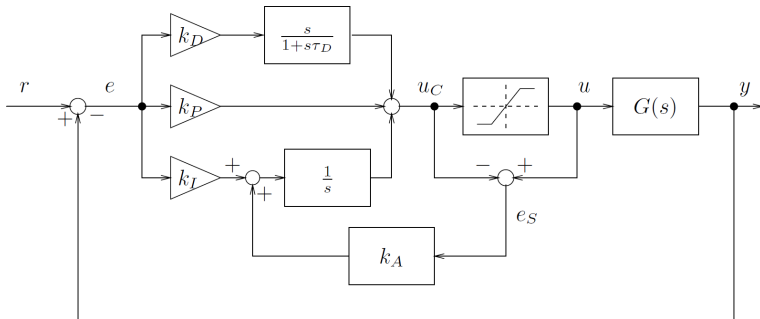 k_D
s
1+sτ_D
r
e
+
−
k_P
u_C
u
G(s)
y
k_I
+
+
1
s
−
+
e_S
k_A